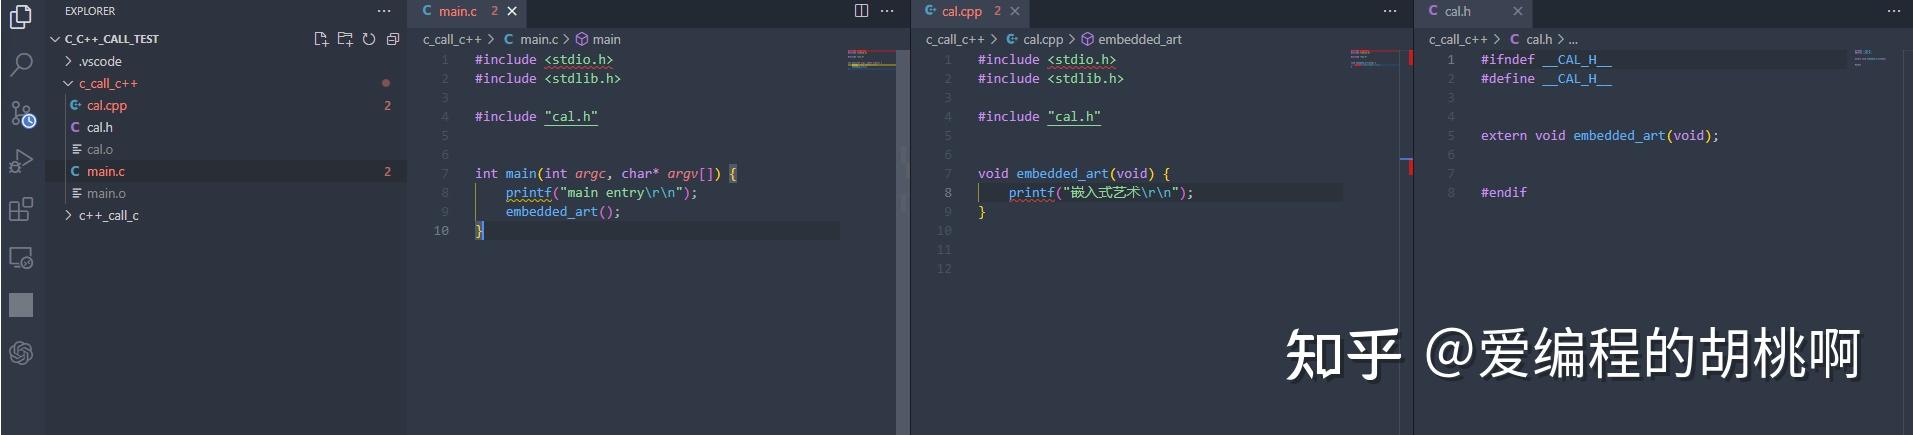 EXPLORER
C_C++_CALL_TEST
.vscode
c_call_c++
cal.cpp 2
cal.h
cal.o
main.c 2
main.o
c++_call_c
main.c 2
c_call_c++ > main.c > main
1 #include <stdio.h>
2 #include <stdlib.h>
3
4 #include "cal.h"
5
6
7 int main(int argc, char* argv[]) {
8 printf("main entry\r\n");
9 embedded_art();
10 }
cal.cpp 2
c_call_c++ > cal.cpp > embedded_art
1 #include <stdio.h>
2 #include <stdlib.h>
3
4 #include "cal.h"
5
6
7 void embedded_art(void) {
8 printf("嵌入式艺术\r\n");
9 }
10
11
12
cal.h
c_call_c++ > cal.h > ...
1 #ifndef __CAL_H__
2 #define __CAL_H__
3
4
5 extern void embedded_art(void);
6
7
8 #endif
知乎 @爱编程的胡桃啊